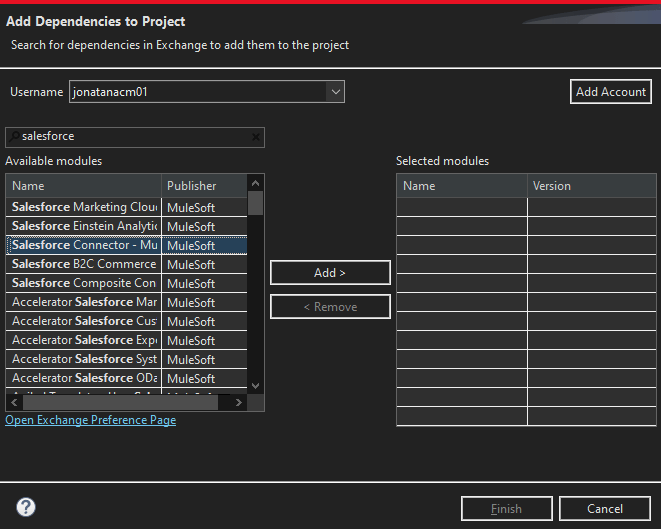 Add Dependencies to Project
Search for dependencies in Exchange to add them to the project
Username jonatanacm01 Add Account
salesforce
Available modules Selected modules
Name Publisher Name Version
Salesforce Marketing Clou MuleSoft
Salesforce Einstein Analytic MuleSoft
Salesforce Connector - Mu MuleSoft
Salesforce B2C Commerce MuleSoft
Salesforce Composite Con MuleSoft
Accelerator Salesforce Mar MuleSoft
Accelerator Salesforce Cus MuleSoft
Accelerator Salesforce Expe MuleSoft
Accelerator Salesforce Syst MuleSoft
Accelerator Salesforce ODa MuleSoft
Add >
< Remove
Open Exchange Preference Page
? Finish Cancel